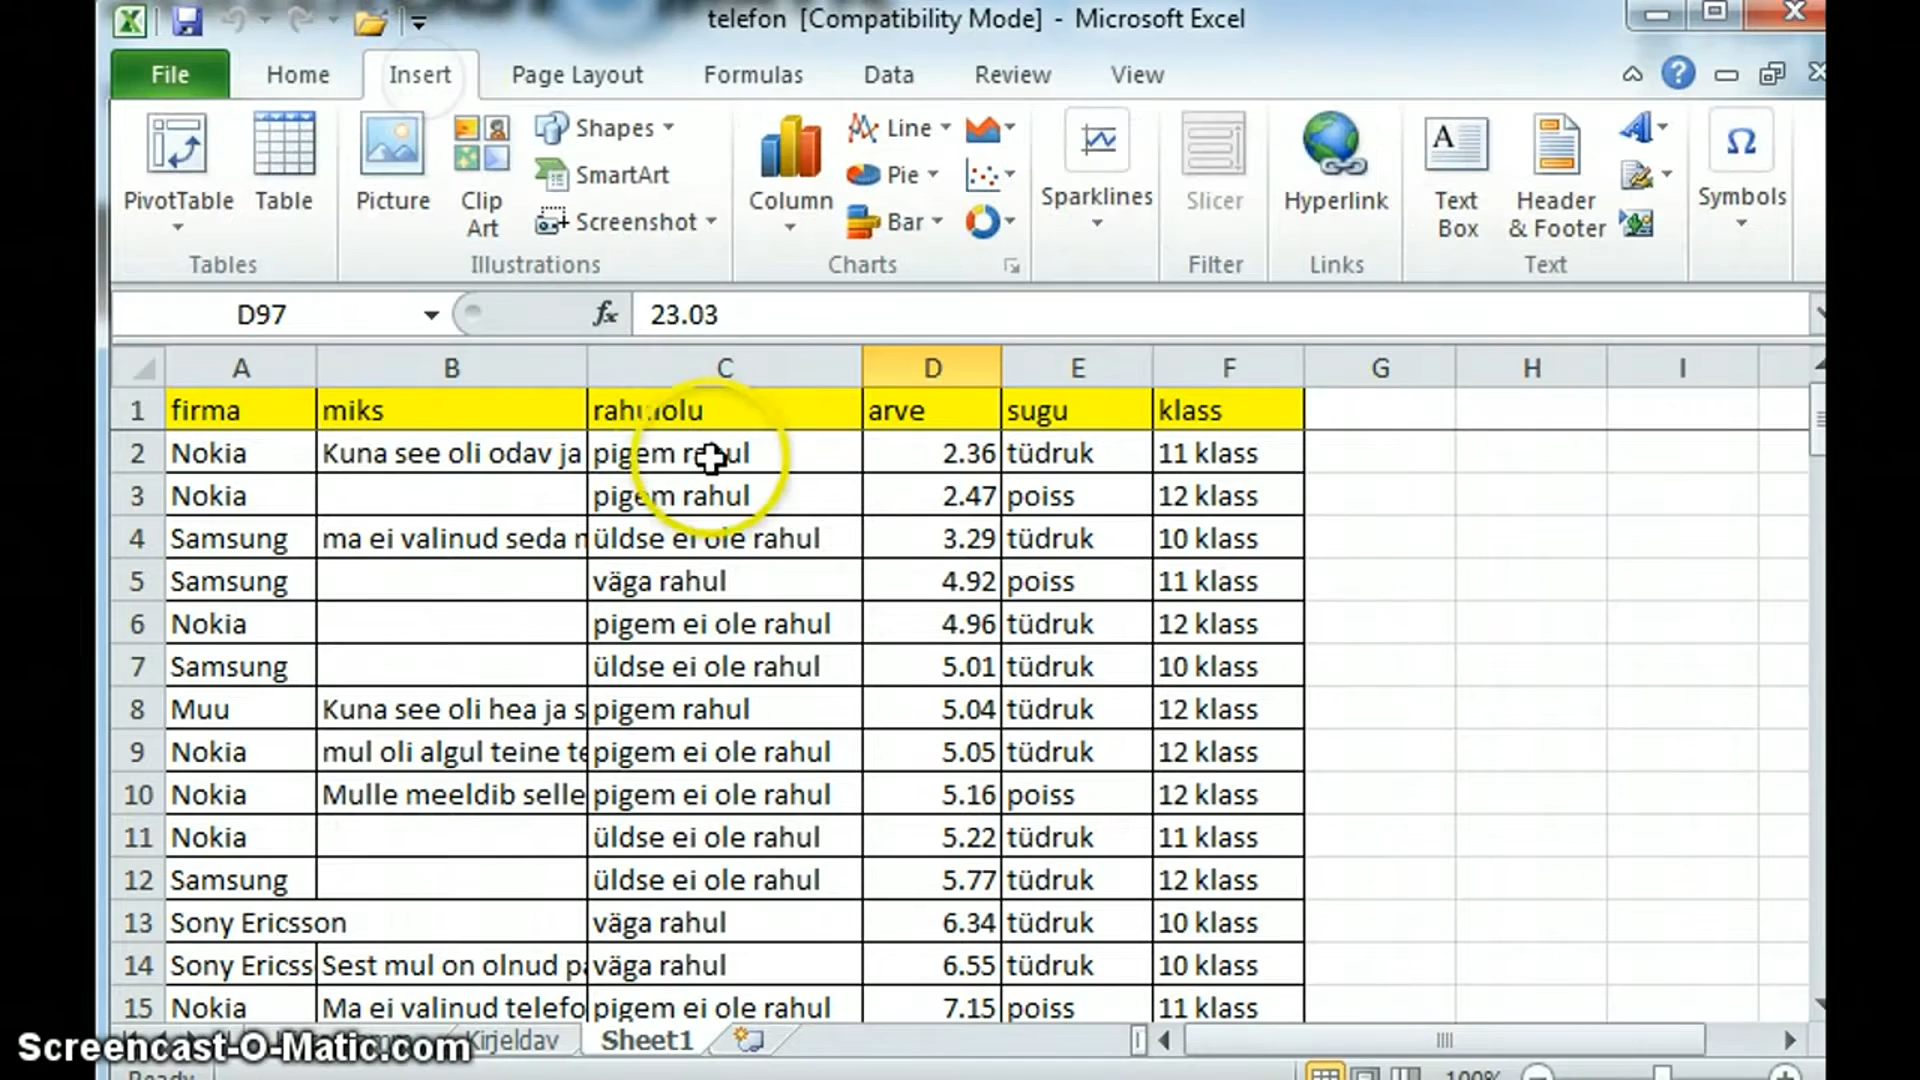 telefon [Compatibility Mode] - Microsoft Excel
File Home Insert Page Layout Formulas Data Review View
PivotTable Table Picture Clip Art Shapes SmartArt Screenshot Column Line Pie Bar Sparklines Slicer Hyperlink Text Box Header & Footer Symbols
Tables Illustrations Charts Filter Links Text
D97 fx 23.03
A B C D E F G H I
1 firma miks arve sugu klass
2 Nokia Kuna see oli odav ja pigem rahul 2.36 tüdruk 11 klass
3 Nokia pigem rahul 2.47 poiss 12 klass
4 Samsung ma ei valinud seda üldse ei ole rahul 3.29 tüdruk 10 klass
5 Samsung väga rahul 4.92 poiss 11 klass
6 Nokia pigem ei ole rahul 4.96 tüdruk 12 klass
7 Samsung üldse ei ole rahul 5.01 tüdruk 10 klass
8 Muu Kuna see oli hea ja s pigem rahul 5.04 tüdruk 12 klass
9 Nokia mul oli algul teine te pigem ei ole rahul 5.05 tüdruk 12 klass
10 Nokia Mulle meeldib selle pigem ei ole rahul 5.16 poiss 12 klass
11 Nokia üldse ei ole rahul 5.22 tüdruk 11 klass
12 Samsung üldse ei ole rahul 5.77 tüdruk 12 klass
13 Sony Ericsson väga rahul 6.34 tüdruk 10 klass
14 Sony Ericss Sest mul on olnud pa väga rahul 6.55 tüdruk 10 klass
15 Nokia Ma ei valinud telefo pigem ei ole rahul 7.15 poiss 11 klass
Kirjeldav Sheet1
Screencast-O-Matic.com
Ready 100%